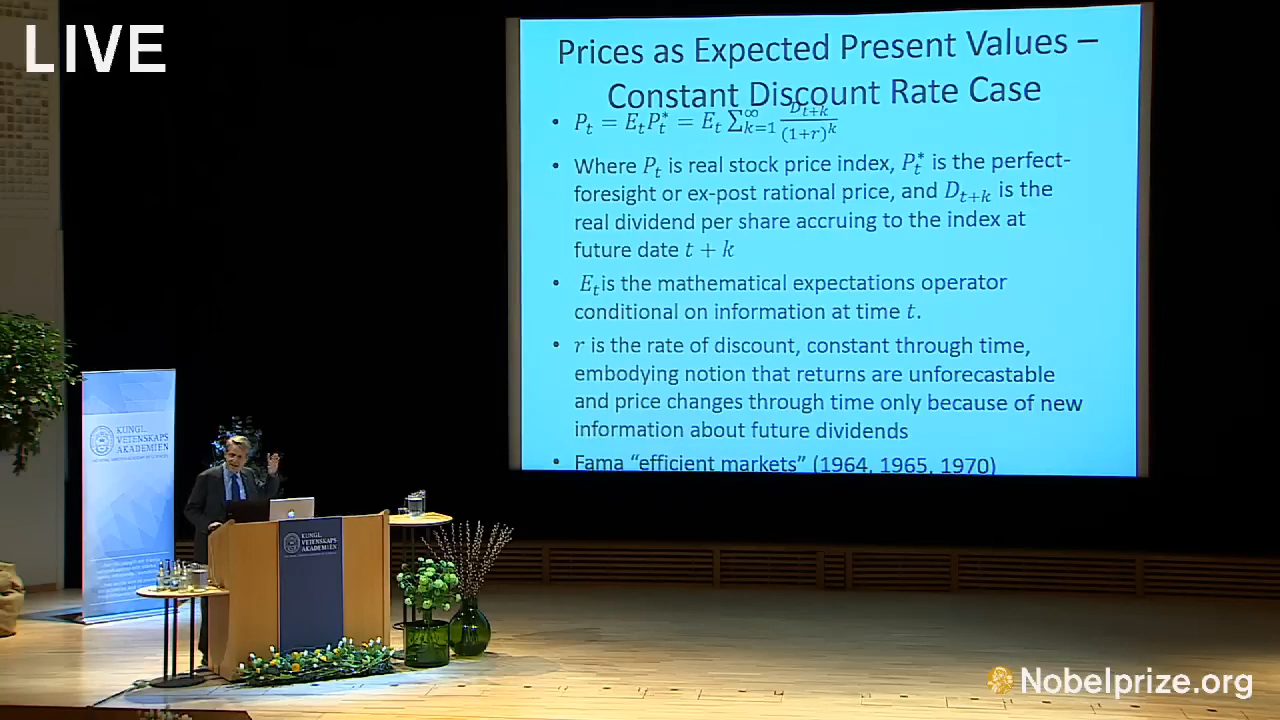 LIVE
Prices as Expected Present Values –
Constant Discount Rate Case
• P_t = E_t P_t^* = E_t ∑_{k=1}^{∞} D_{t+k}/(1+r)^k
• Where P_t is real stock price index, P_t^* is the perfect-
foresight or ex-post rational price, and D_{t+k} is the
real dividend per share accruing to the index at
future date t + k
• E_t is the mathematical expectations operator
conditional on information at time t.
• r is the rate of discount, constant through time,
embodying notion that returns are unforecastable
and price changes through time only because of new
information about future dividends
• Fama “efficient markets” (1964, 1965, 1970)
KUNGL.
VETENSKAPS
AKADEMIEN
KUNGL.
VETENSKAPS
AKADEMIEN
Nobelprize.org